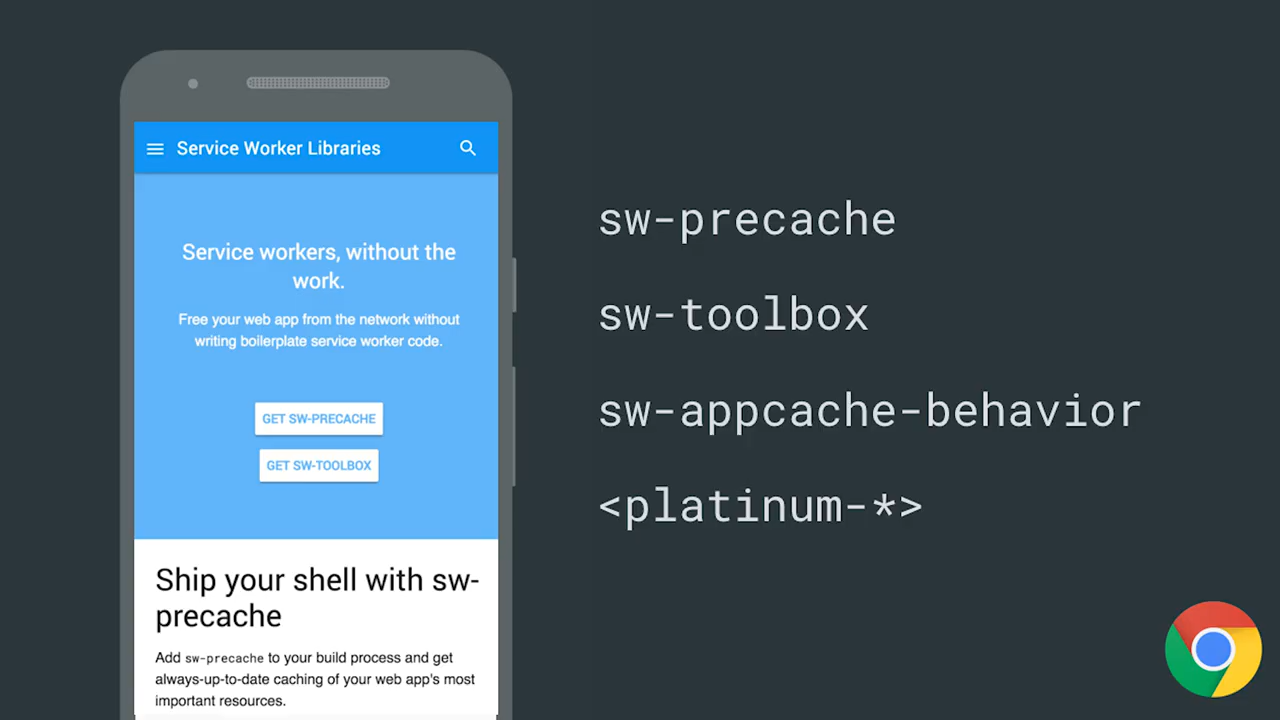 Service Worker Libraries
Service workers, without the
work.
Free your web app from the network without
writing boilerplate service worker code.
GET SW-PRECACHE
GET SW-TOOLBOX
Ship your shell with sw-
precache
Add sw-precache to your build process and get
always-up-to-date caching of your web app's most
important resources.
sw-precache
sw-toolbox
sw-appcache-behavior
<platinum-*>